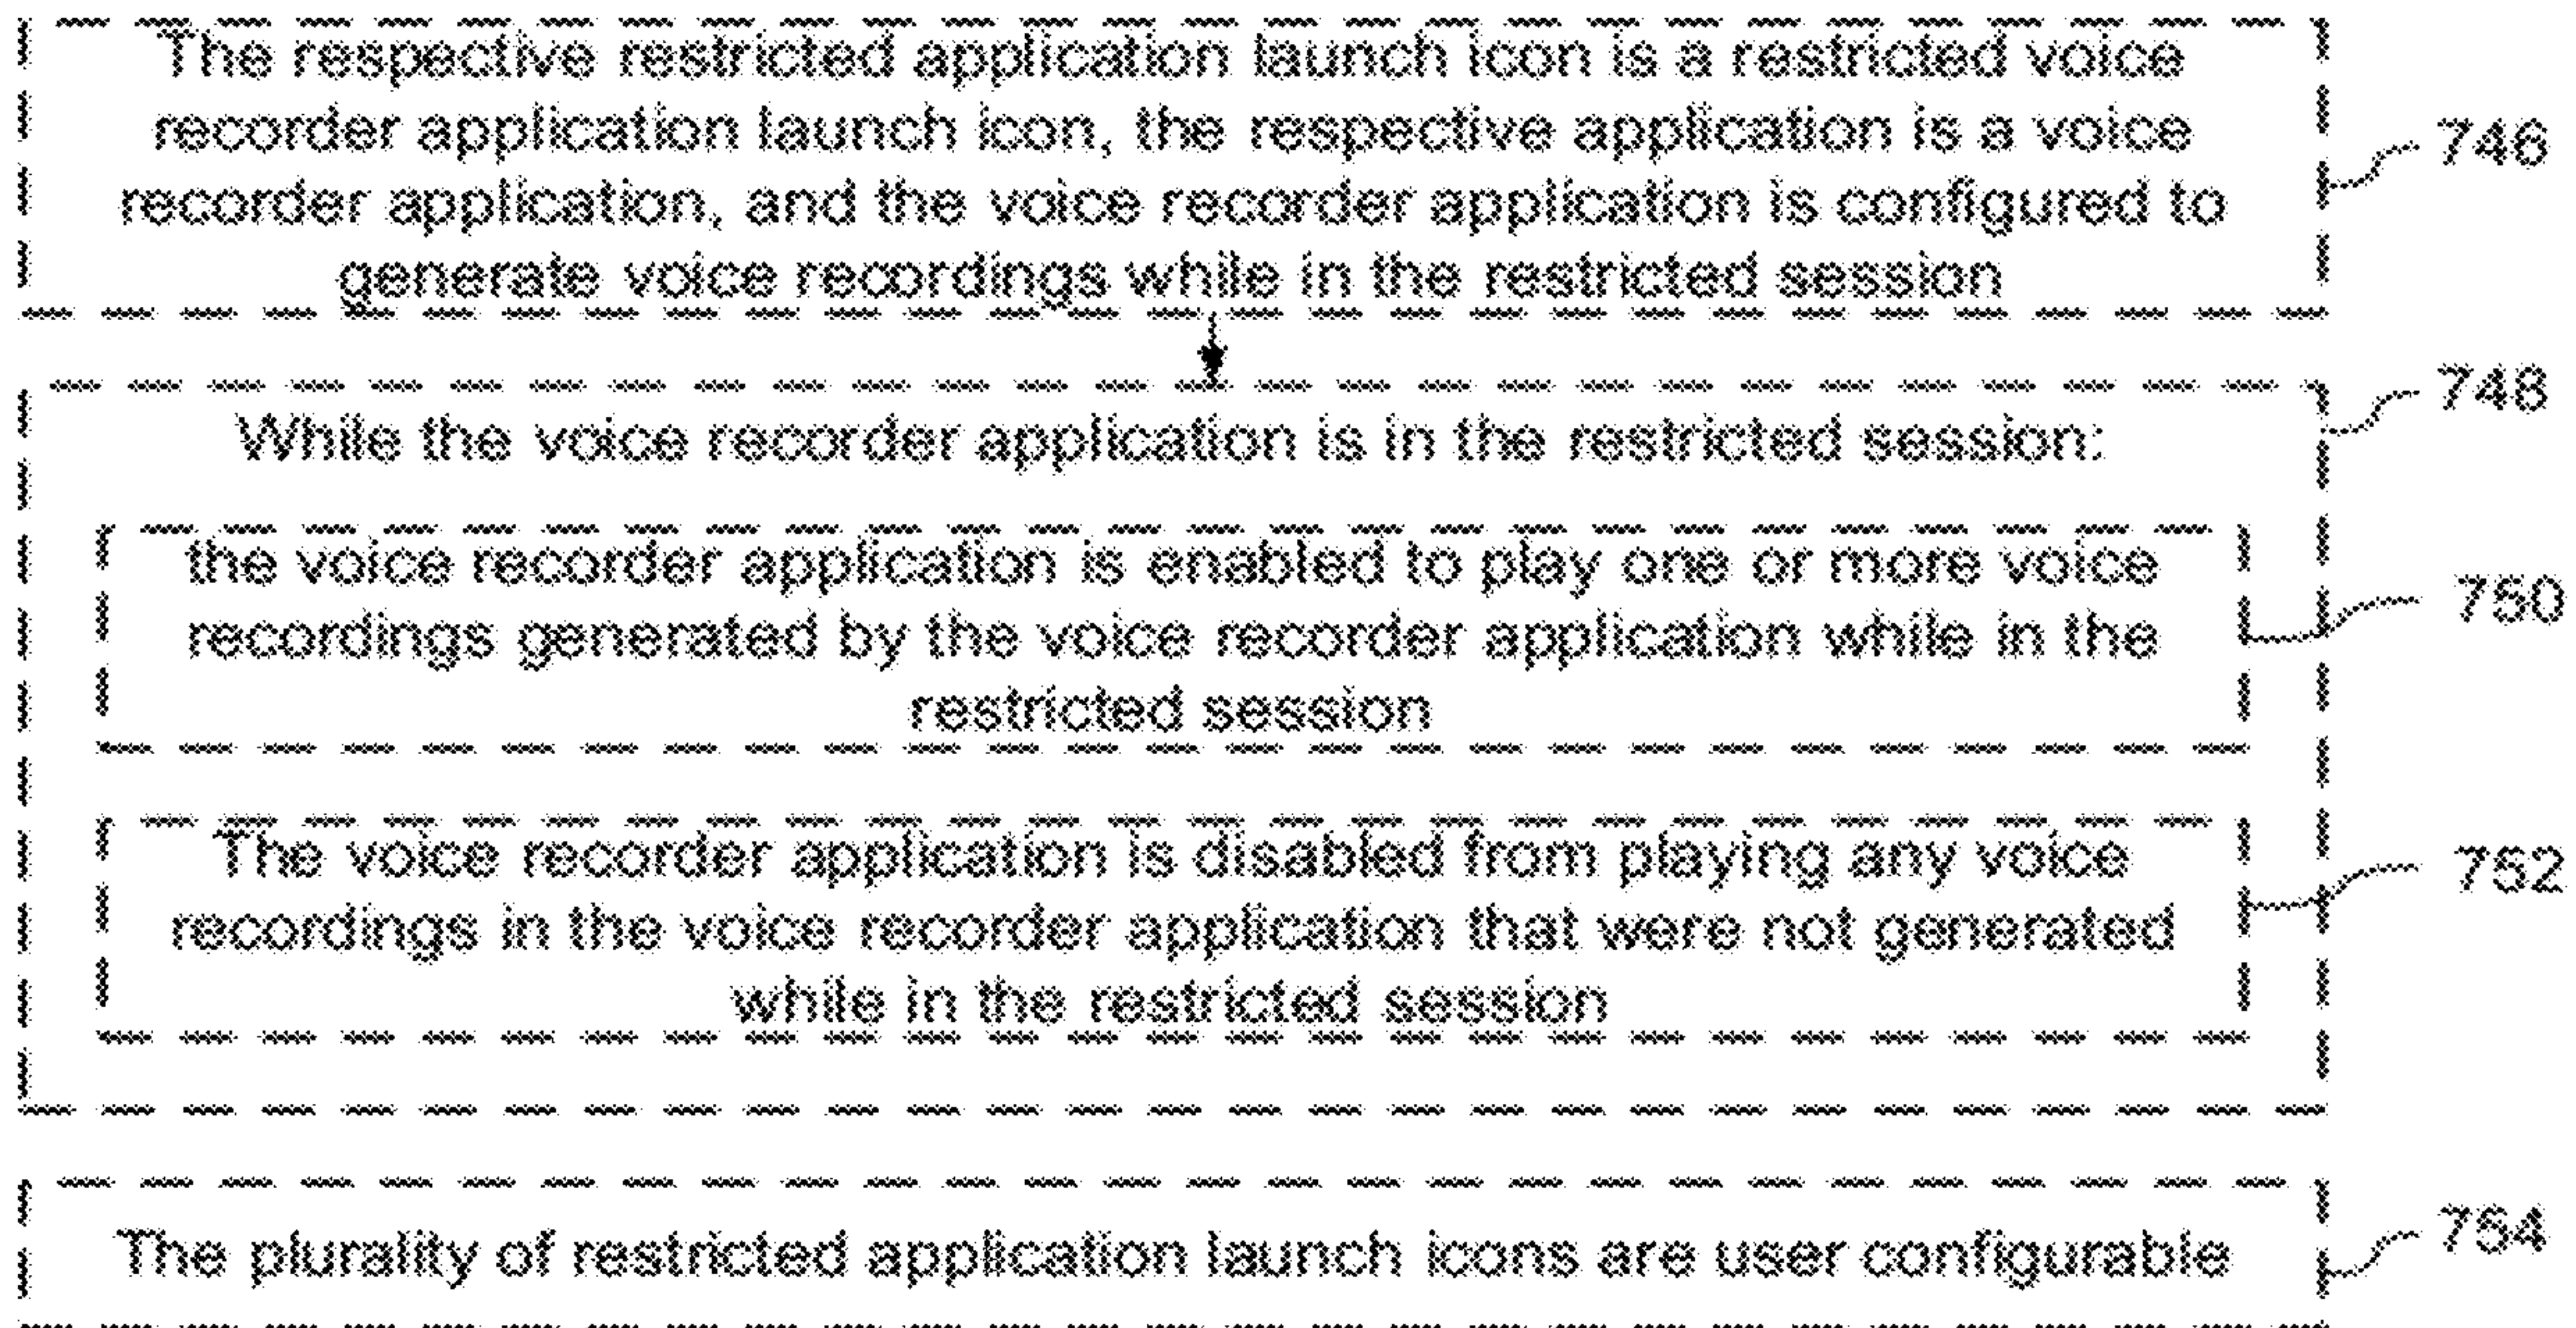 The respective restricted application launch icon is a restricted voice
recorder application launch icon, the respective application is a voice
recorder application, and the voice recorder application is configured to
generate voice recordings while in the restricted session
746
748
While the voice recorder application is in the restricted session:
the voice recorder application is enabled to play one or more voice
recordings generated by the voice recorder application while in the
restricted session
750
The voice recorder application is disabled from playing any voice
recordings in the voice recorder application that were not generated
while in the restricted session
752
The plurality of restricted application launch icons are user configurable
754